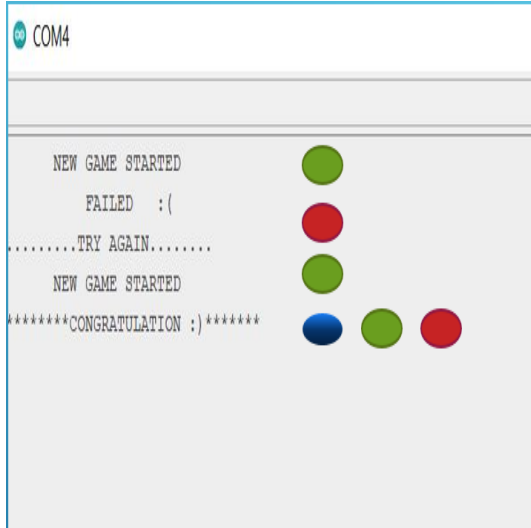 COM4
NEW GAME STARTED
FAILED :(
.........TRY AGAIN........
NEW GAME STARTED
********CONGRATULATION :)*******